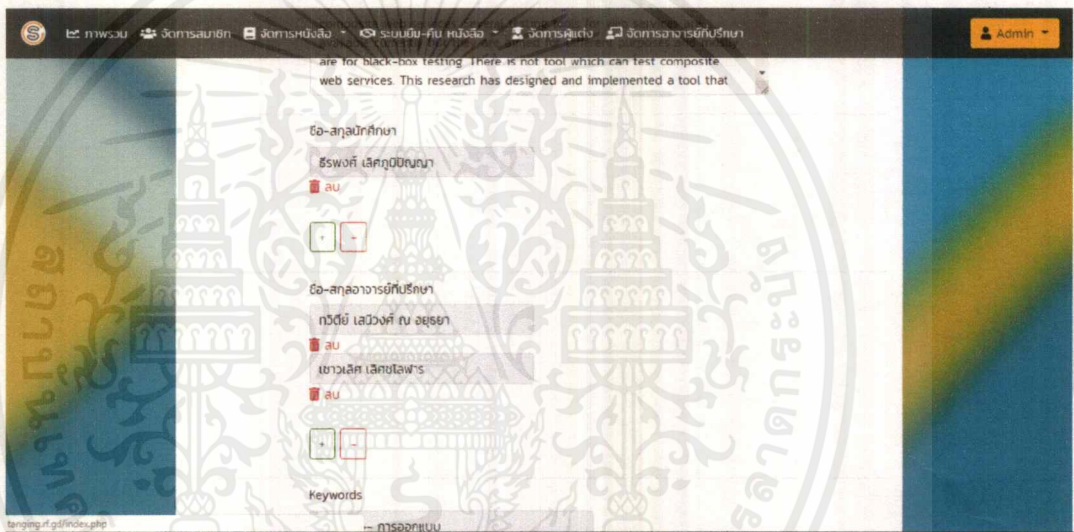 ภาพรวม จัดการสมาชิก จัดการหนังสือ ระบบยืม-คืน หนังสือ จัดการผู้แต่ง จัดการอาจารย์ที่ปรึกษา Admin
are for black-box testing. There is not tool which can test composite
web services. This research has designed and implemented a tool that
ชื่อ-สกุลนักศึกษา
ธีรพงศ์ เลิศภูมิปัญญา
ลบ
+ -
ชื่อ-สกุลอาจารย์ที่ปรึกษา
ทวิตีย์ เสนีวงศ์ ณ อยุธยา
ลบ
เชาวเลิศ เลิศชโลฬาร
ลบ
+ -
Keywords
-- การออกแบบ
tanging.rf.gd/index.php